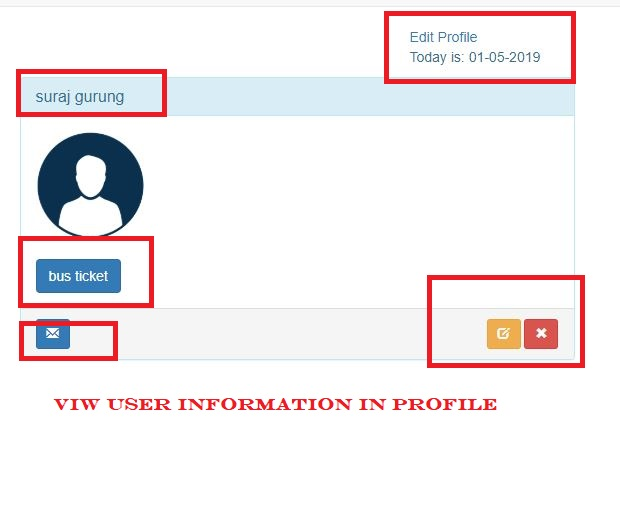 Edit Profile
Today is: 01-05-2019
suraj gurung
bus ticket
VIW USER INFORMATION IN PROFILE